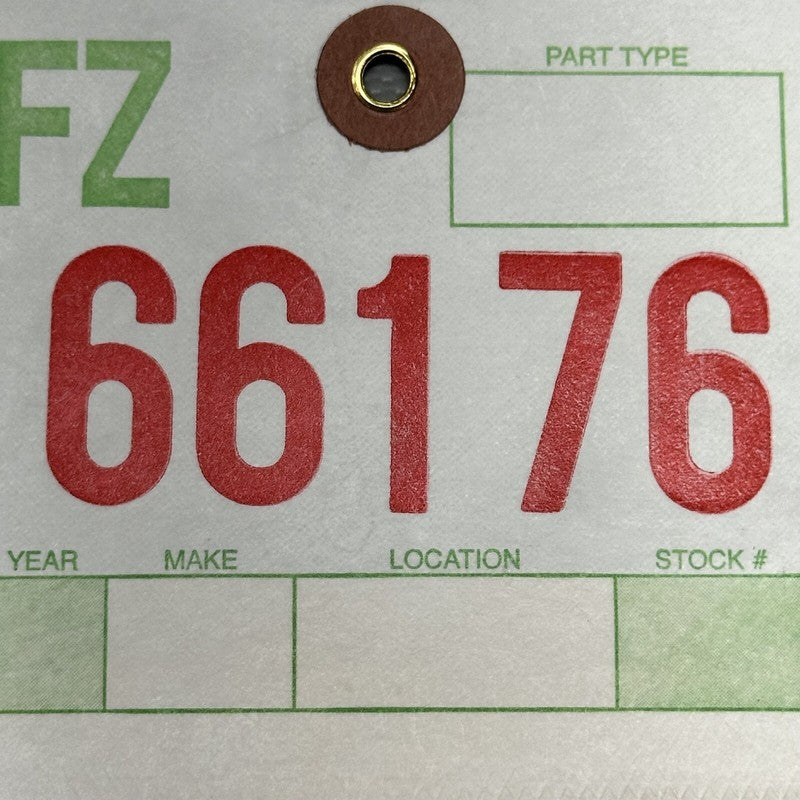 FZ
PART TYPE
66176
YEAR MAKE LOCATION STOCK #